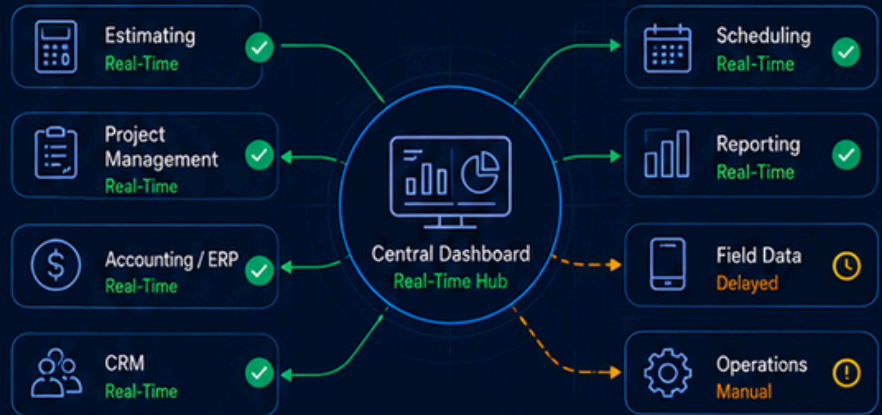 Estimating
Real-Time
Project
Management
Real-Time
Accounting / ERP
Real-Time
CRM
Real-Time
Central Dashboard
Real-Time Hub
Scheduling
Real-Time
Reporting
Real-Time
Field Data
Delayed
Operations
Manual